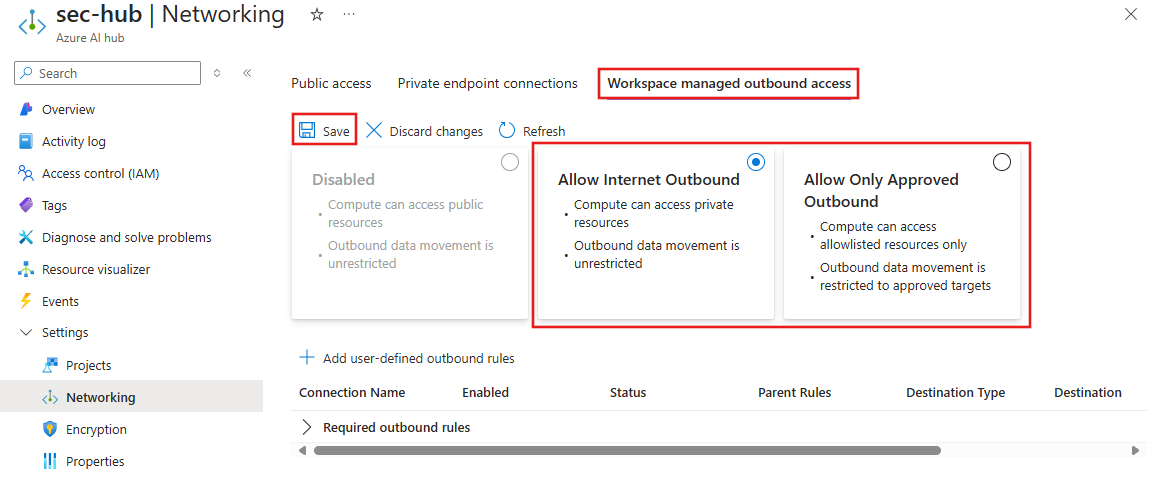 sec-hub | Networking
Azure AI hub
Search
Overview
Activity log
Access control (IAM)
Tags
Diagnose and solve problems
Resource visualizer
Events
Settings
Projects
Networking
Encryption
Properties
Public access
Private endpoint connections
Workspace managed outbound access
Save
Discard changes
Refresh
Disabled
Compute can access public
resources
Outbound data movement is
unrestricted
Allow Internet Outbound
Compute can access private
resources
Outbound data movement is
unrestricted
Allow Only Approved
Outbound
Compute can access
allowlisted resources only
Outbound data movement is
restricted to approved targets
Add user-defined outbound rules
Connection Name Enabled Status Parent Rules Destination Type Destination
Required outbound rules